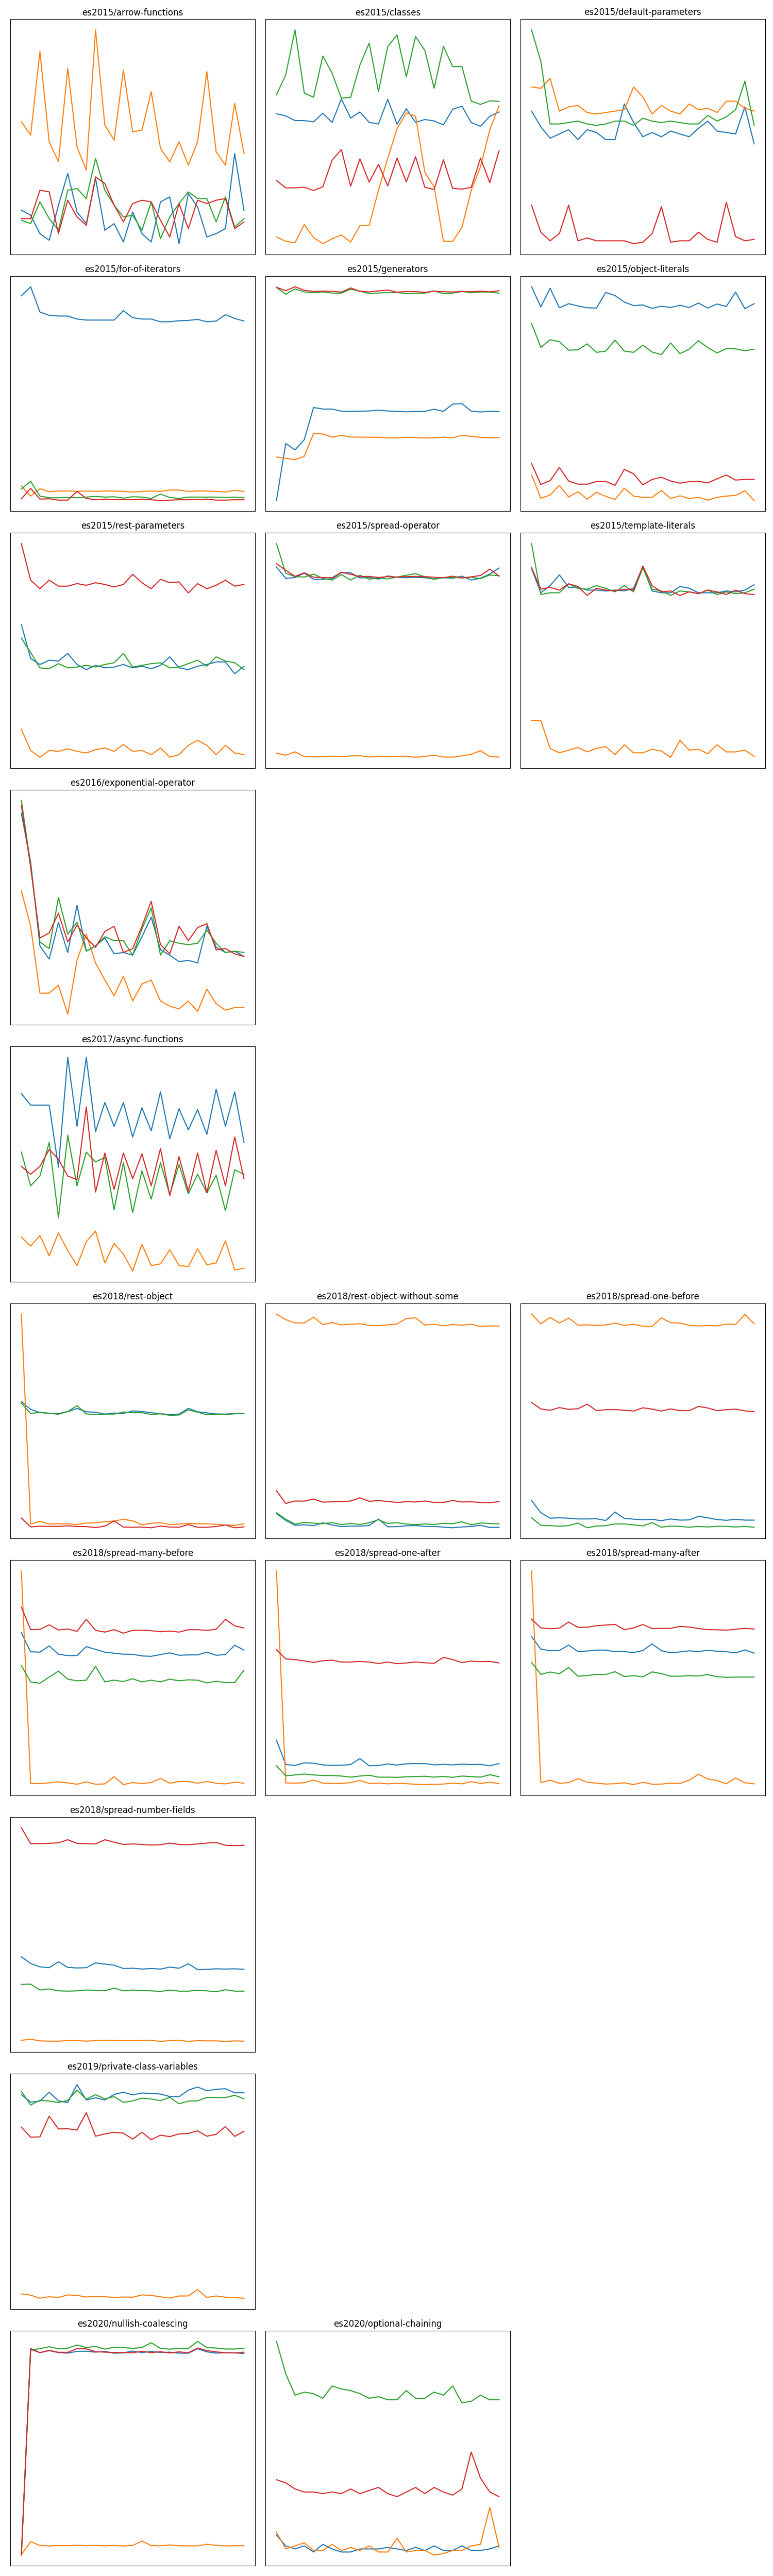 es2015/arrow-functions
es2015/classes
es2015/default-parameters
es2015/for-of-iterators
es2015/generators
es2015/object-literals
es2015/rest-parameters
es2015/spread-operator
es2015/template-literals
es2016/exponential-operator
es2017/async-functions
es2018/rest-object
es2018/rest-object-without-some
es2018/spread-one-before
es2018/spread-many-before
es2018/spread-one-after
es2018/spread-many-after
es2018/spread-number-fields
es2019/private-class-variables
es2020/nullish-coalescing
es2020/optional-chaining